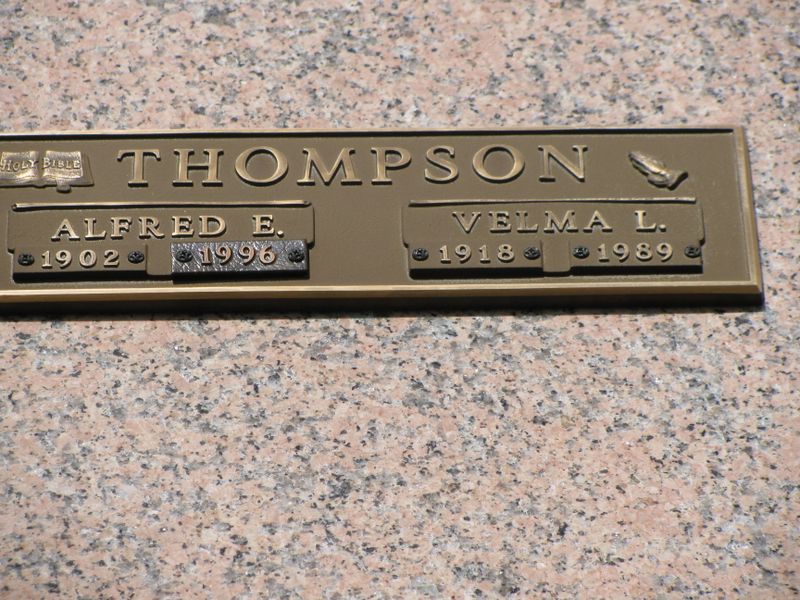 HOLY BIBLE
THOMPSON
ALFRED E.
1902 1996
VELMA L.
1918 1989